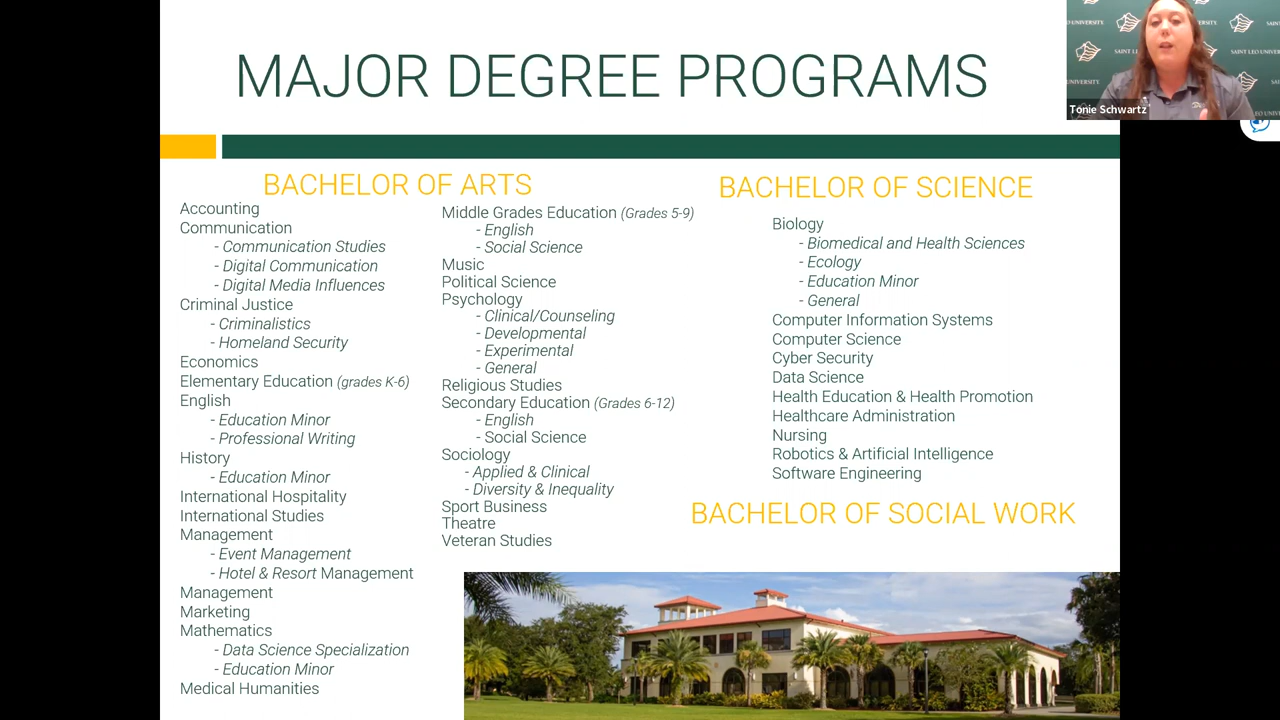 MAJOR DEGREE PROGRAMS
UNIVERSITY
SAINT LEO UNIVERSITY
Tonie Schwartz
BACHELOR OF ARTS
Accounting
Communication
- Communication Studies
- Digital Communication
- Digital Media Influences
Criminal Justice
- Criminalistics
- Homeland Security
Economics
Elementary Education (grades K-6)
English
- Education Minor
- Professional Writing
History
- Education Minor
International Hospitality
International Studies
Management
- Event Management
- Hotel & Resort Management
Management
Marketing
Mathematics
- Data Science Specialization
- Education Minor
Medical Humanities
Middle Grades Education (Grades 5-9)
- English
- Social Science
Music
Political Science
Psychology
- Clinical/Counseling
- Developmental
- Experimental
- General
Religious Studies
Secondary Education (Grades 6-12)
- English
- Social Science
Sociology
- Applied & Clinical
- Diversity & Inequality
Sport Business
Theatre
Veteran Studies
BACHELOR OF SCIENCE
Biology
- Biomedical and Health Sciences
- Ecology
- Education Minor
- General
Computer Information Systems
Computer Science
Cyber Security
Data Science
Health Education & Health Promotion
Healthcare Administration
Nursing
Robotics & Artificial Intelligence
Software Engineering
BACHELOR OF SOCIAL WORK